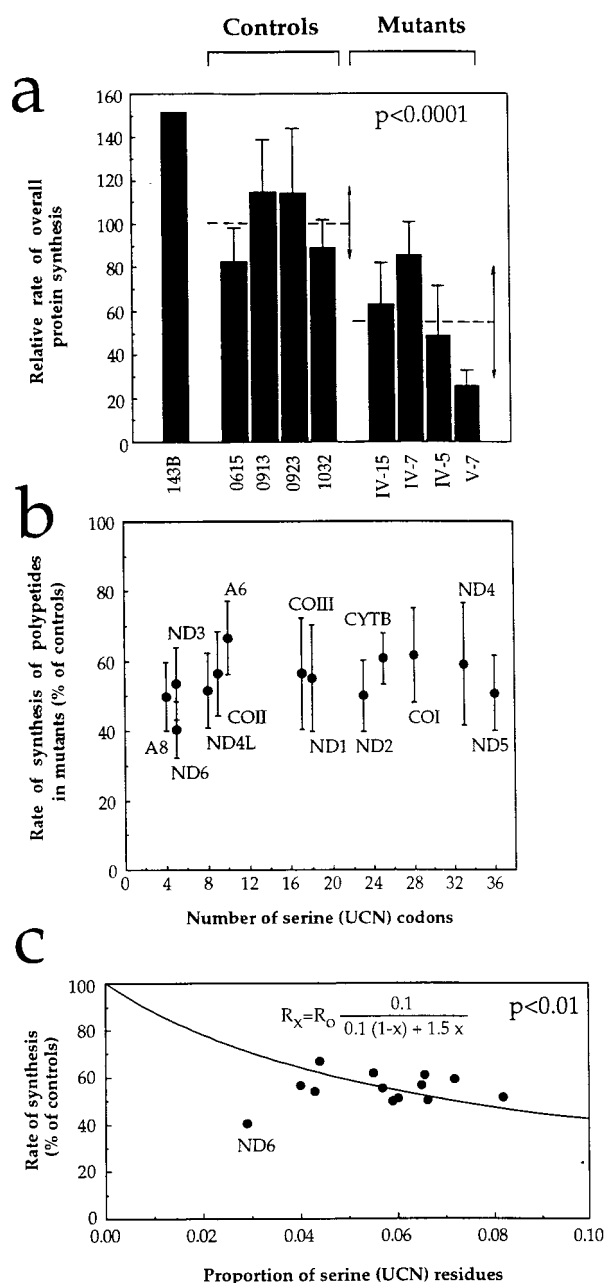 Controls Mutants
a
160
140
120
100
80
60
40
20
0
p<0.0001
Relative rate of overall
protein synthesis
143B
0615
0913
0923
1032
IV-15
IV-7
IV-5
V-7
b
100
80
60
40
20
0
Rate of synthesis of polypetides
in mutants (% of controls)
A8
ND3
ND6
ND4L
COII
A6
COIII
ND1
ND2
CYTB
COI
ND4
ND5
0 4 8 12 16 20 24 28 32 36
Number of serine (UCN) codons
c
100
80
60
40
20
0
Rate of synthesis
(% of controls)
Rx=Ro 0.1
0.1 (1-x) + 1.5 x
p<0.01
ND6
0.00 0.02 0.04 0.06 0.08 0.10
Proportion of serine (UCN) residues